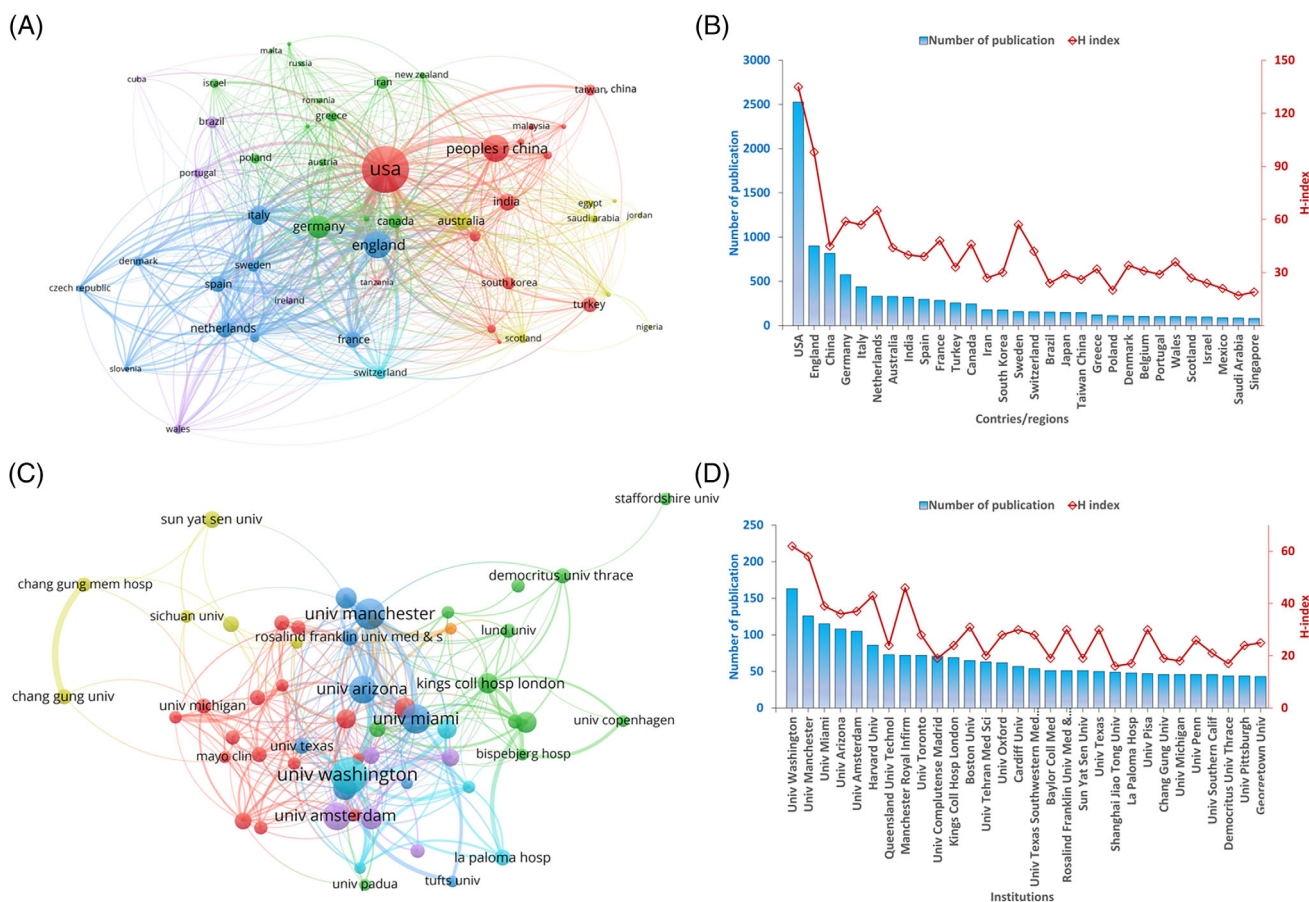 (A)
malta
russia
cuba
israel
iran
new zealand
taiwan, china
romania
greece
brazil
malaysia
peoples r china
usa
poland
austria
portugal
india
egypt
italy
canada
australia
saudi arabia
jordan
germany
england
denmark
sweden
czech republic
spain
tanzania
south korea
ireland
turkey
netherlands
nigeria
france
scotland
slovenia
switzerland
wales
(B)
Number of publication
H index
3000
2500
2000
1500
1000
500
0
Number of publication
150
120
90
60
30
H-index
USA
England
China
Germany
Italy
Netherlands
Australia
India
Spain
France
Turkey
Canada
Iran
South Korea
Sweden
Switzerland
Brazil
Japan
Taiwan China
Greece
Poland
Denmark
Belgium
Portugal
Wales
Scotland
Israel
Mexico
Saudi Arabia
Singapore
Contries/regions
(C)
staffordshire univ
sun yat sen univ
chang gung mem hosp
democritus univ thrace
sichuan univ
univ manchester
rosalind franklin univ med & s
lund univ
chang gung univ
univ arizona
kings coll hosp london
univ michigan
univ miami
univ copenhagen
mayo clin
univ texas
bispebjerg hosp
univ washington
univ amsterdam
la paloma hosp
univ padua
tufts univ
(D)
Number of publication
H index
250
200
150
100
50
0
Number of publication
60
40
20
0
H-index
Univ Washington
Univ Manchester
Univ Miami
Univ Arizona
Univ Amsterdam
Harvard Univ
Queensland Univ Technol
Manchester Royal Infirm
Univ Toronto
Univ Complutense Madrid
Kings Coll Hosp London
Boston Univ
Univ Tehran Med Sci
Univ Oxford
Cardiff Univ
Univ Texas Southwestern Med...
Baylor Coll Med
Rosalind Franklin Univ Med &...
Sun Yat Sen Univ
Univ Texas
Shanghai Jiao Tong Univ
La Paloma Hosp
Univ Pisa
Chang Gung Univ
Univ Michigan
Univ Penn
Univ Southern Calif
Democritus Univ Thrace
Univ Pittsburgh
Georgetown Univ
Institutions